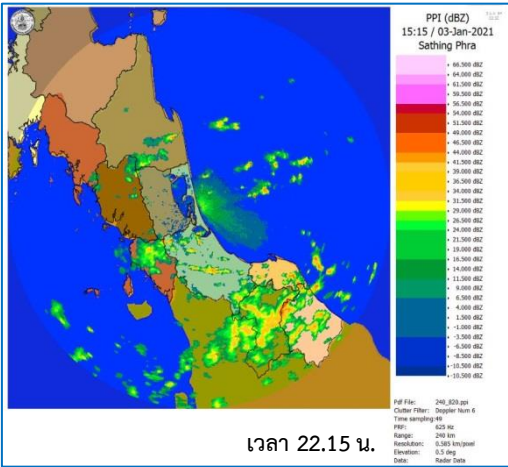 PPI (dBZ)
15:15 / 03-Jan-2021
Sathing Phra
66.500 dBZ
64.000 dBZ
61.500 dBZ
59.500 dBZ
56.500 dBZ
54.000 dBZ
51.500 dBZ
49.000 dBZ
46.500 dBZ
44.000 dBZ
41.500 dBZ
39.000 dBZ
36.500 dBZ
34.000 dBZ
31.500 dBZ
29.000 dBZ
26.500 dBZ
24.000 dBZ
21.500 dBZ
19.000 dBZ
16.500 dBZ
14.000 dBZ
11.500 dBZ
9.000 dBZ
6.500 dBZ
4.000 dBZ
1.500 dBZ
-1.000 dBZ
-3.500 dBZ
-6.500 dBZ
-8.500 dBZ
-10.500 dBZ
-10.500 dBZ
Pdf File: 240_820.ppi
Clutter Filter: Doppler Num 6
Time sampling:49
PRF: 625 Hz
Range: 240 km
Resolution: 0.585 km/pixel
Elevation: 0.5 deg
Data: Radar Data
เวลา 22.15 น.